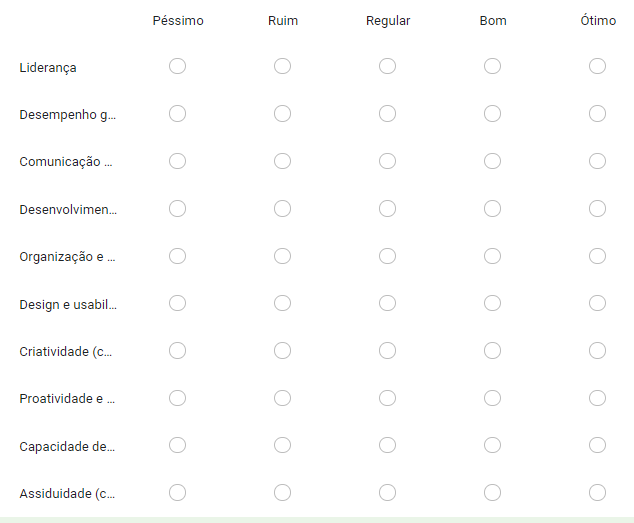 Péssimo Ruim Regular Bom Ótimo
Liderança
Desempenho g...
Comunicação ...
Desenvolvimen...
Organização e ...
Design e usabil...
Criatividade (c...
Proatividade e ...
Capacidade de...
Assiduidade (c...